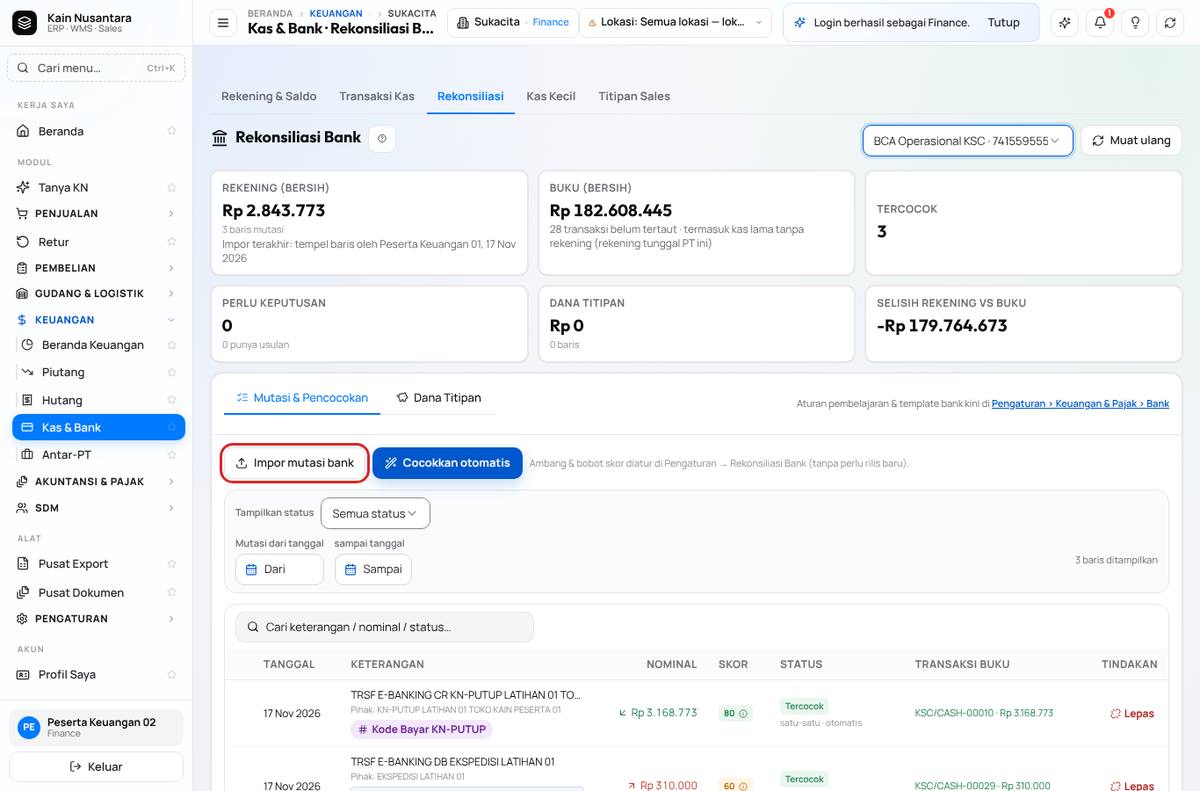 Kain Nusantara
ERP · WMS · Sales
Cari menu... Ctrl+K
KERJA SAYA
Beranda
MODUL
Tanya KN
PENJUALAN
Retur
PEMBELIAN
GUDANG & LOGISTIK
KEUANGAN
Beranda Keuangan
Piutang
Hutang
Kas & Bank
Antar-PT
AKUNTANSI & PAJAK
SDM
ALAT
Pusat Export
Pusat Dokumen
PENGATURAN
AKUN
Profil Saya
PE Peserta Keuangan 02
Finance
Keluar
BERANDA › KEUANGAN › SUKACITA
Kas & Bank · Rekonsiliasi B...
Sukacita · Finance
Lokasi: Semua lokasi — lok...
Login berhasil sebagai Finance. Tutup
1
Rekening & Saldo Transaksi Kas Rekonsiliasi Kas Kecil Titipan Sales
Rekonsiliasi Bank
BCA Operasional KSC · 741559555
Muat ulang
REKENING (BERSIH)
Rp 2.843.773
3 baris mutasi
Impor terakhir: tempel baris oleh Peserta Keuangan 01, 17 Nov
2026
BUKU (BERSIH)
Rp 182.608.445
28 transaksi belum tertaut · termasuk kas lama tanpa
rekening (rekening tunggal PT ini)
TERCOCOK
3
PERLU KEPUTUSAN
0
0 punya usulan
DANA TITIPAN
Rp 0
0 baris
SELISIH REKENING VS BUKU
-Rp 179.764.673
Mutasi & Pencocokan Dana Titipan
Aturan pembelajaran & template bank kini di Pengaturan › Keuangan & Pajak › Bank
Impor mutasi bank Cocokkan otomatis Ambang & bobot skor diatur di Pengaturan → Rekonsiliasi Bank (tanpa perlu rilis baru).
Tampilkan status Semua status
Mutasi dari tanggal sampai tanggal
Dari Sampai
3 baris ditampilkan
Cari keterangan / nominal / status...
TANGGAL KETERANGAN NOMINAL SKOR STATUS TRANSAKSI BUKU TINDAKAN
TRSF E-BANKING CR KN-PUTUP LATIHAN 01 TO...
Pihak: KN-PUTUP LATIHAN 01 TOKO KAIN PESERTA 01
# Kode Bayar KN-PUTUP
17 Nov 2026 Rp 3.168.773 80 Tercocok
satu-satu · otomatis
KSC/CASH-00010 · Rp 3.168.773 Lepas
TRSF E-BANKING DB EKSPEDISI LATIHAN 01
Pihak: EKSPEDISI LATIHAN 01
17 Nov 2026 Rp 310.000 60 Tercocok KSC/CASH-00029 · Rp 310.000 Lepas